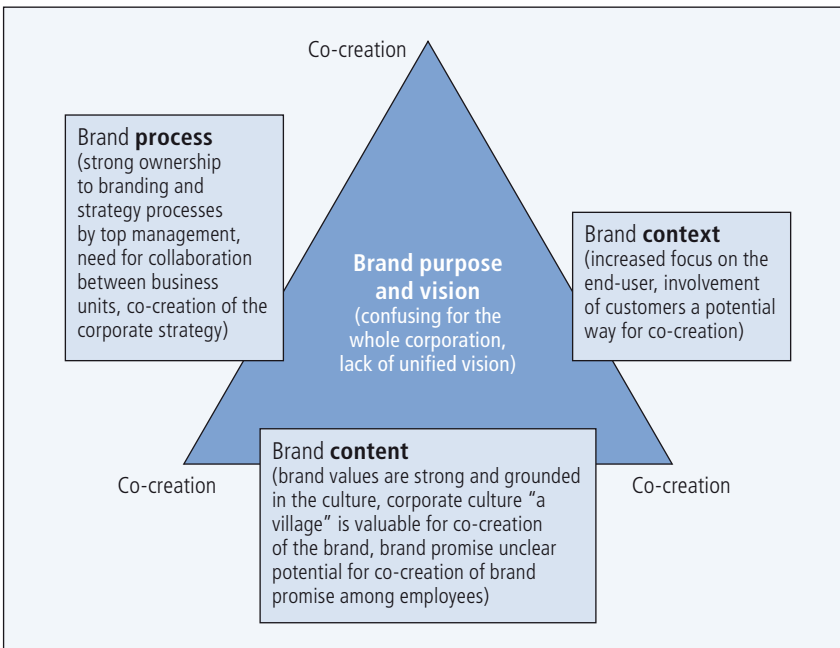 Co-creation
Brand process
(strong ownership
to branding and
strategy processes
by top management,
need for collaboration
between business
units, co-creation of the
corporate strategy)
Brand context
(increased focus on the
end-user, involvement
of customers a potential
way for co-creation)
Brand purpose
and vision
(confusing for the
whole corporation,
lack of unified vision)
Brand content
(brand values are strong and grounded
in the culture, corporate culture “a
village” is valuable for co-creation
of the brand, brand promise unclear
potential for co-creation of brand
promise among employees)
Co-creation
Co-creation